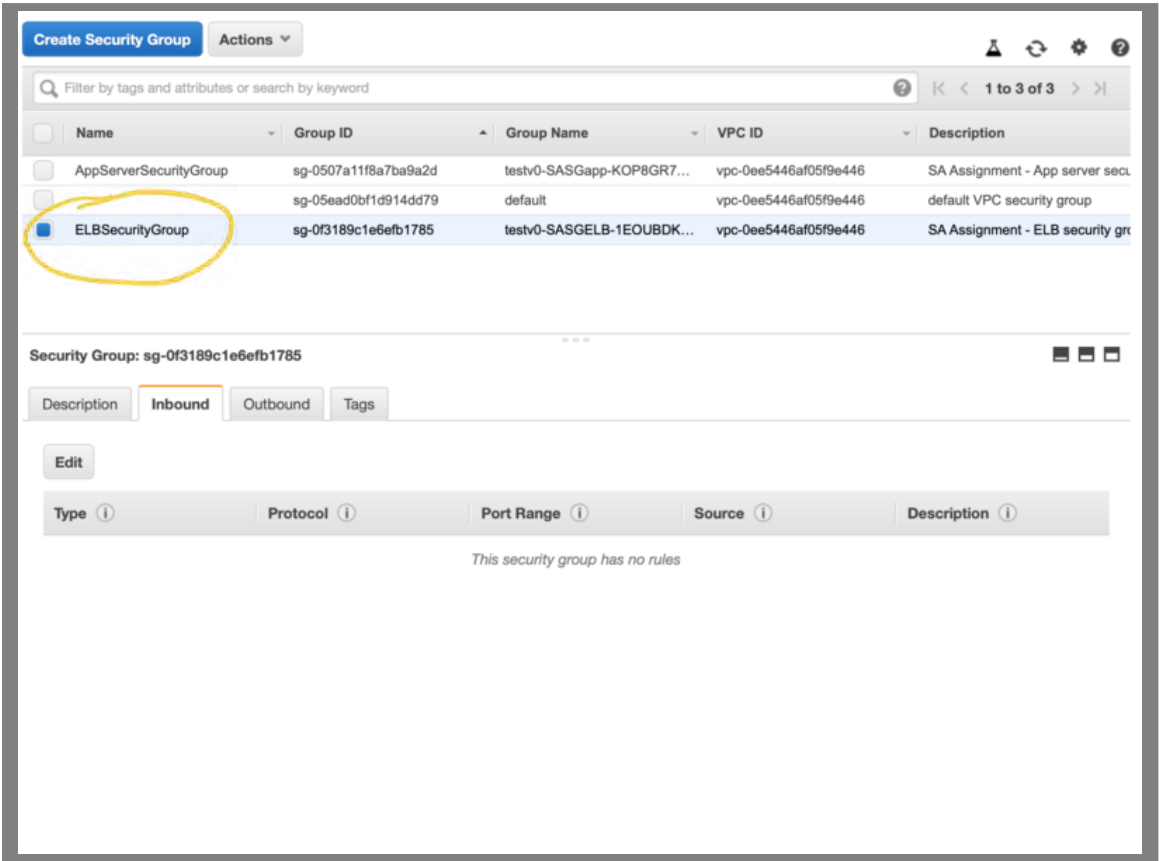 Create Security Group Actions
Filter by tags and attributes or search by keyword 1 to 3 of 3
Name Group ID Group Name VPC ID Description
AppServerSecurityGroup sg-0507a11f8a7ba9a2d testv0-SASGapp-KOP8GR7... vpc-0ee5446af05f9e446 SA Assignment - App server secu
sg-05ead0bf1d914dd79 default vpc-0ee5446af05f9e446 default VPC security group
ELBSecurityGroup sg-0f3189c1e6efb1785 testv0-SASGELB-1EOUBDK... vpc-0ee5446af05f9e446 SA Assignment - ELB security gro
Security Group: sg-0f3189c1e6efb1785
Description Inbound Outbound Tags
Edit
Type Protocol Port Range Source Description
This security group has no rules